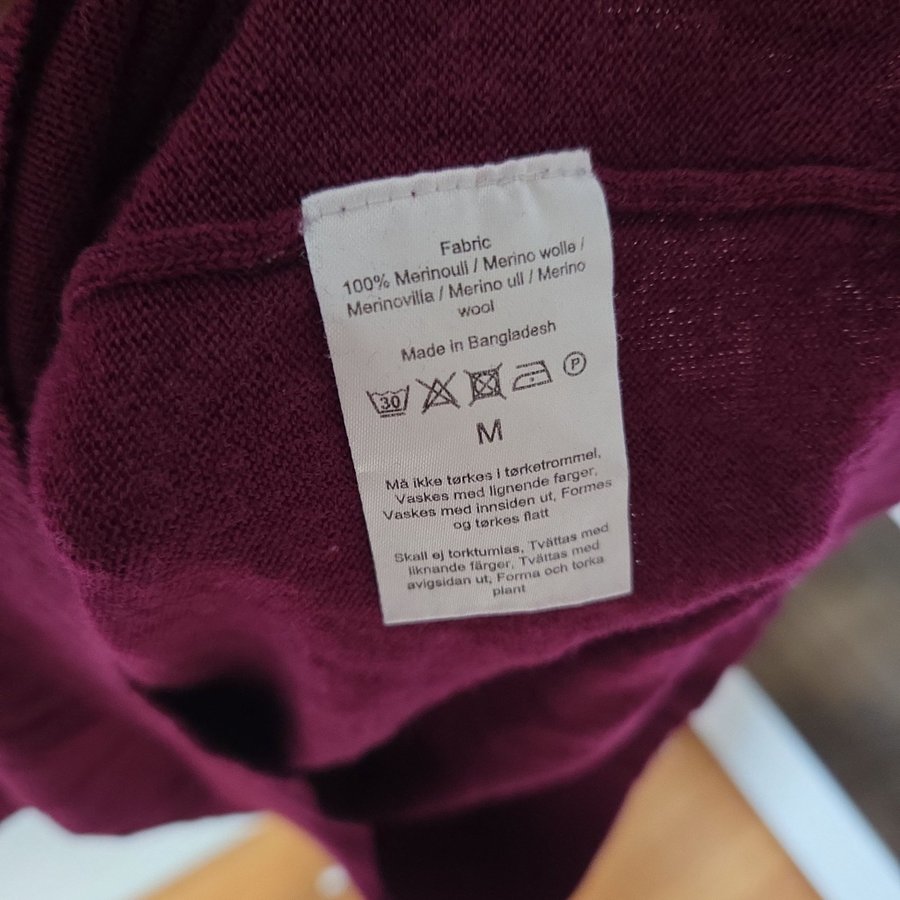 Fabric
100% Merinoull / Merino wolle /
Merinovilla / Merino ull / Merino
wool
Made in Bangladesh
30 P
M
Må ikke tørkes i tørketrommel,
Vaskes med lignende farger,
Vaskes med innsiden ut, Formes
og tørkes flatt
Skall ej torktumlas, Tvättas med
liknande färger, Tvättas med
avigsidan ut, Forma och torka
plant